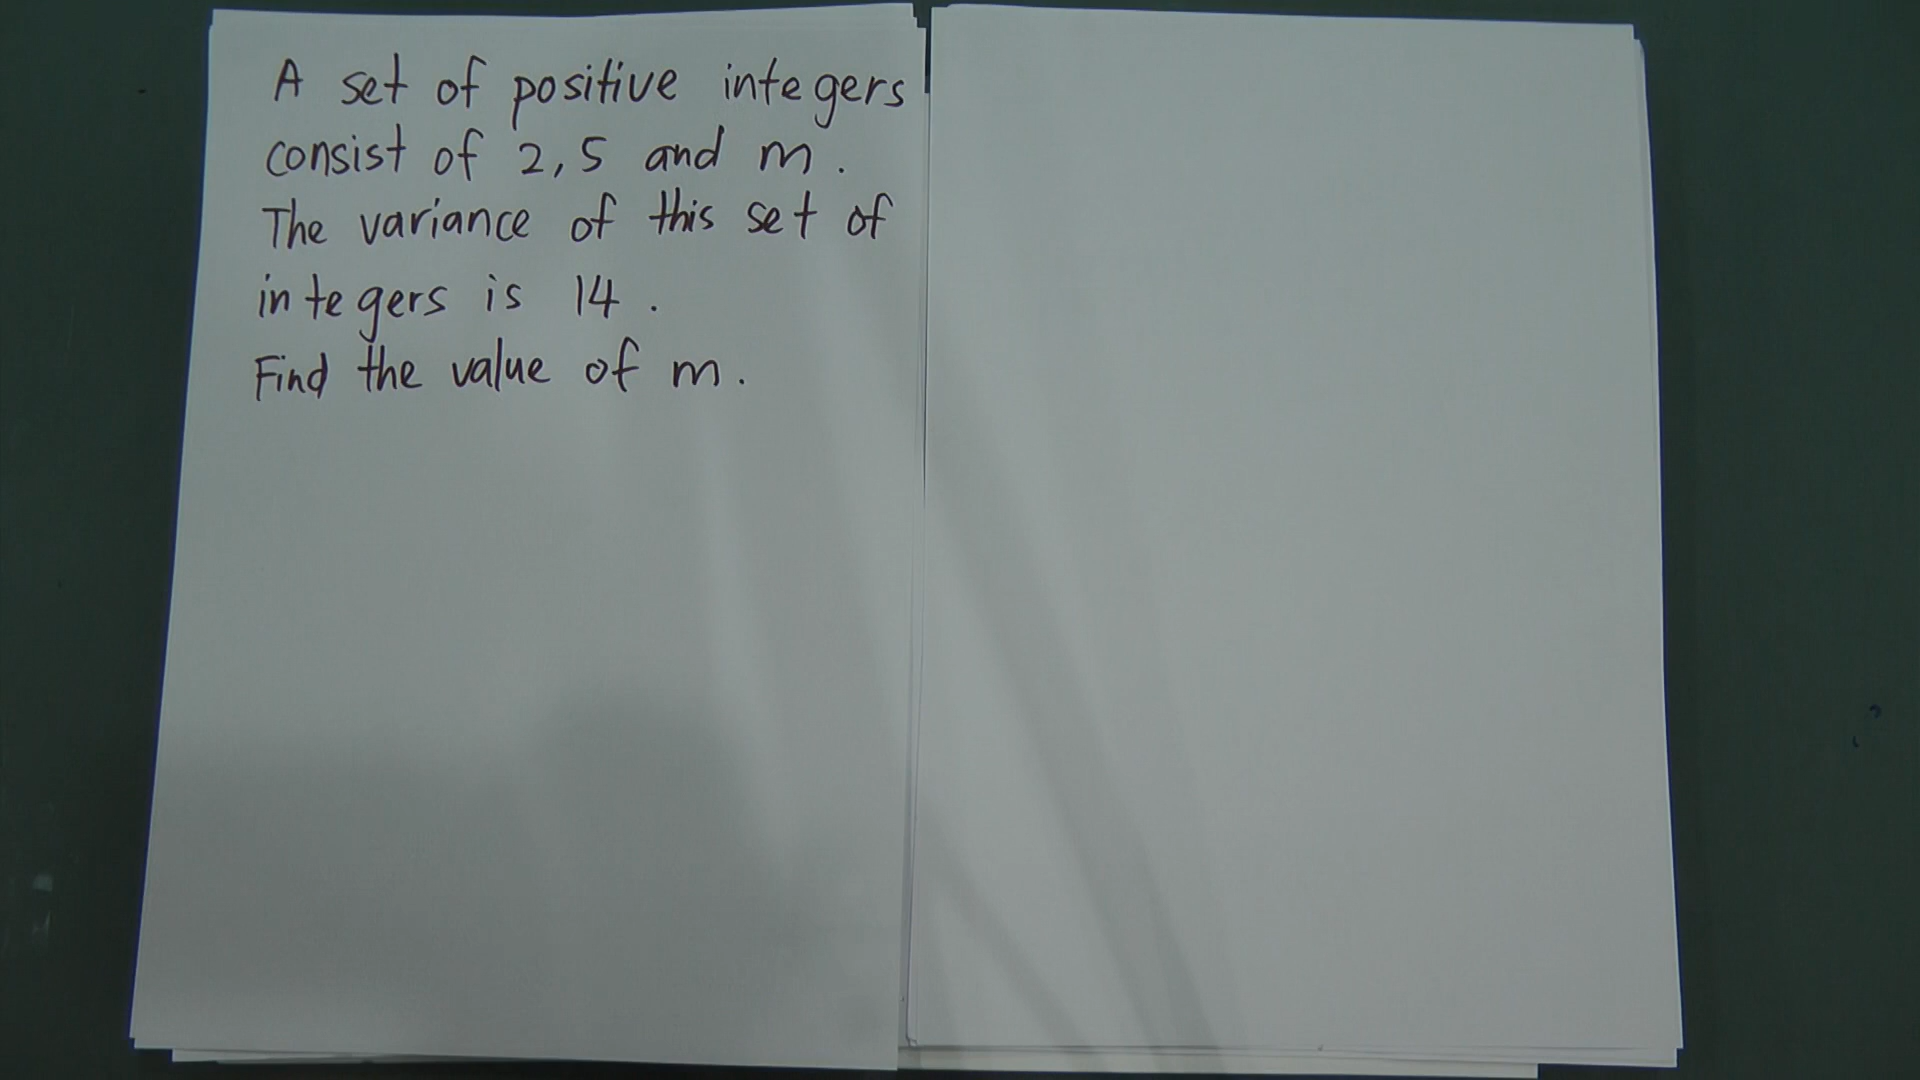 A set of positive integers
consist of 2, 5 and m.
The variance of this set of
integers is 14.
Find the value of m.